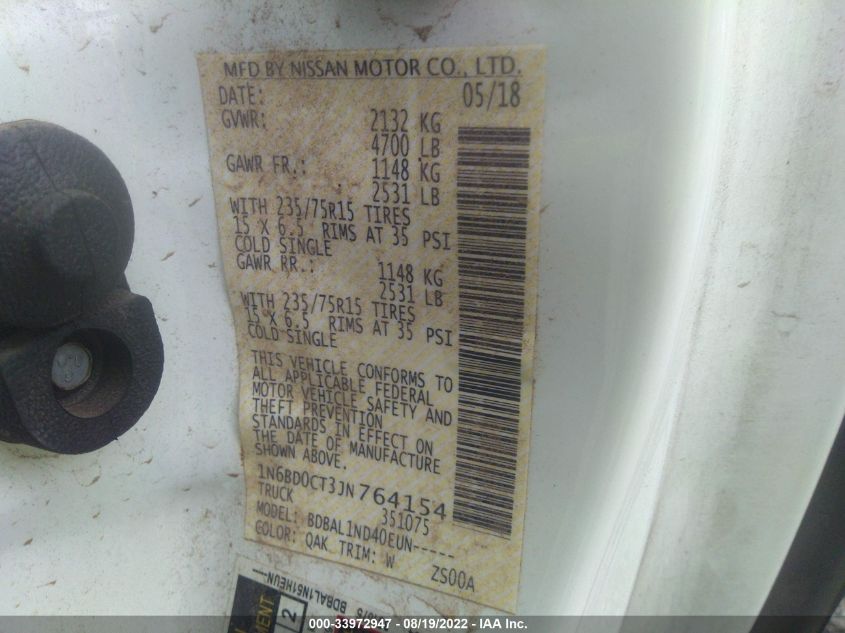 MFD BY NISSAN MOTOR CO., LTD.
DATE: 05/18
GVWR: 2132 KG
4700 LB
GAWR FR.: 1148 KG
2531 LB
WITH 235/75R15 TIRES
15 X 6.5 RIMS AT 35 PSI
COLD SINGLE
GAWR RR.: 1148 KG
2531 LB
WITH 235/75R15 TIRES
15 X 6.5 RIMS AT 35 PSI
COLD SINGLE
THIS VEHICLE CONFORMS TO
ALL APPLICABLE FEDERAL
MOTOR VEHICLE SAFETY AND
THEFT PREVENTION
STANDARDS IN EFFECT ON
THE DATE OF MANUFACTURE
SHOWN ABOVE.
1N6BD0CT3JN764154
TRUCK 351075
MODEL: BDBAL1ND40EUN-----
COLOR: QAK TRIM: W ZS00A
BDBAL1N61HEUN---
2
000-33972947 - 08/19/2022 - IAA Inc.